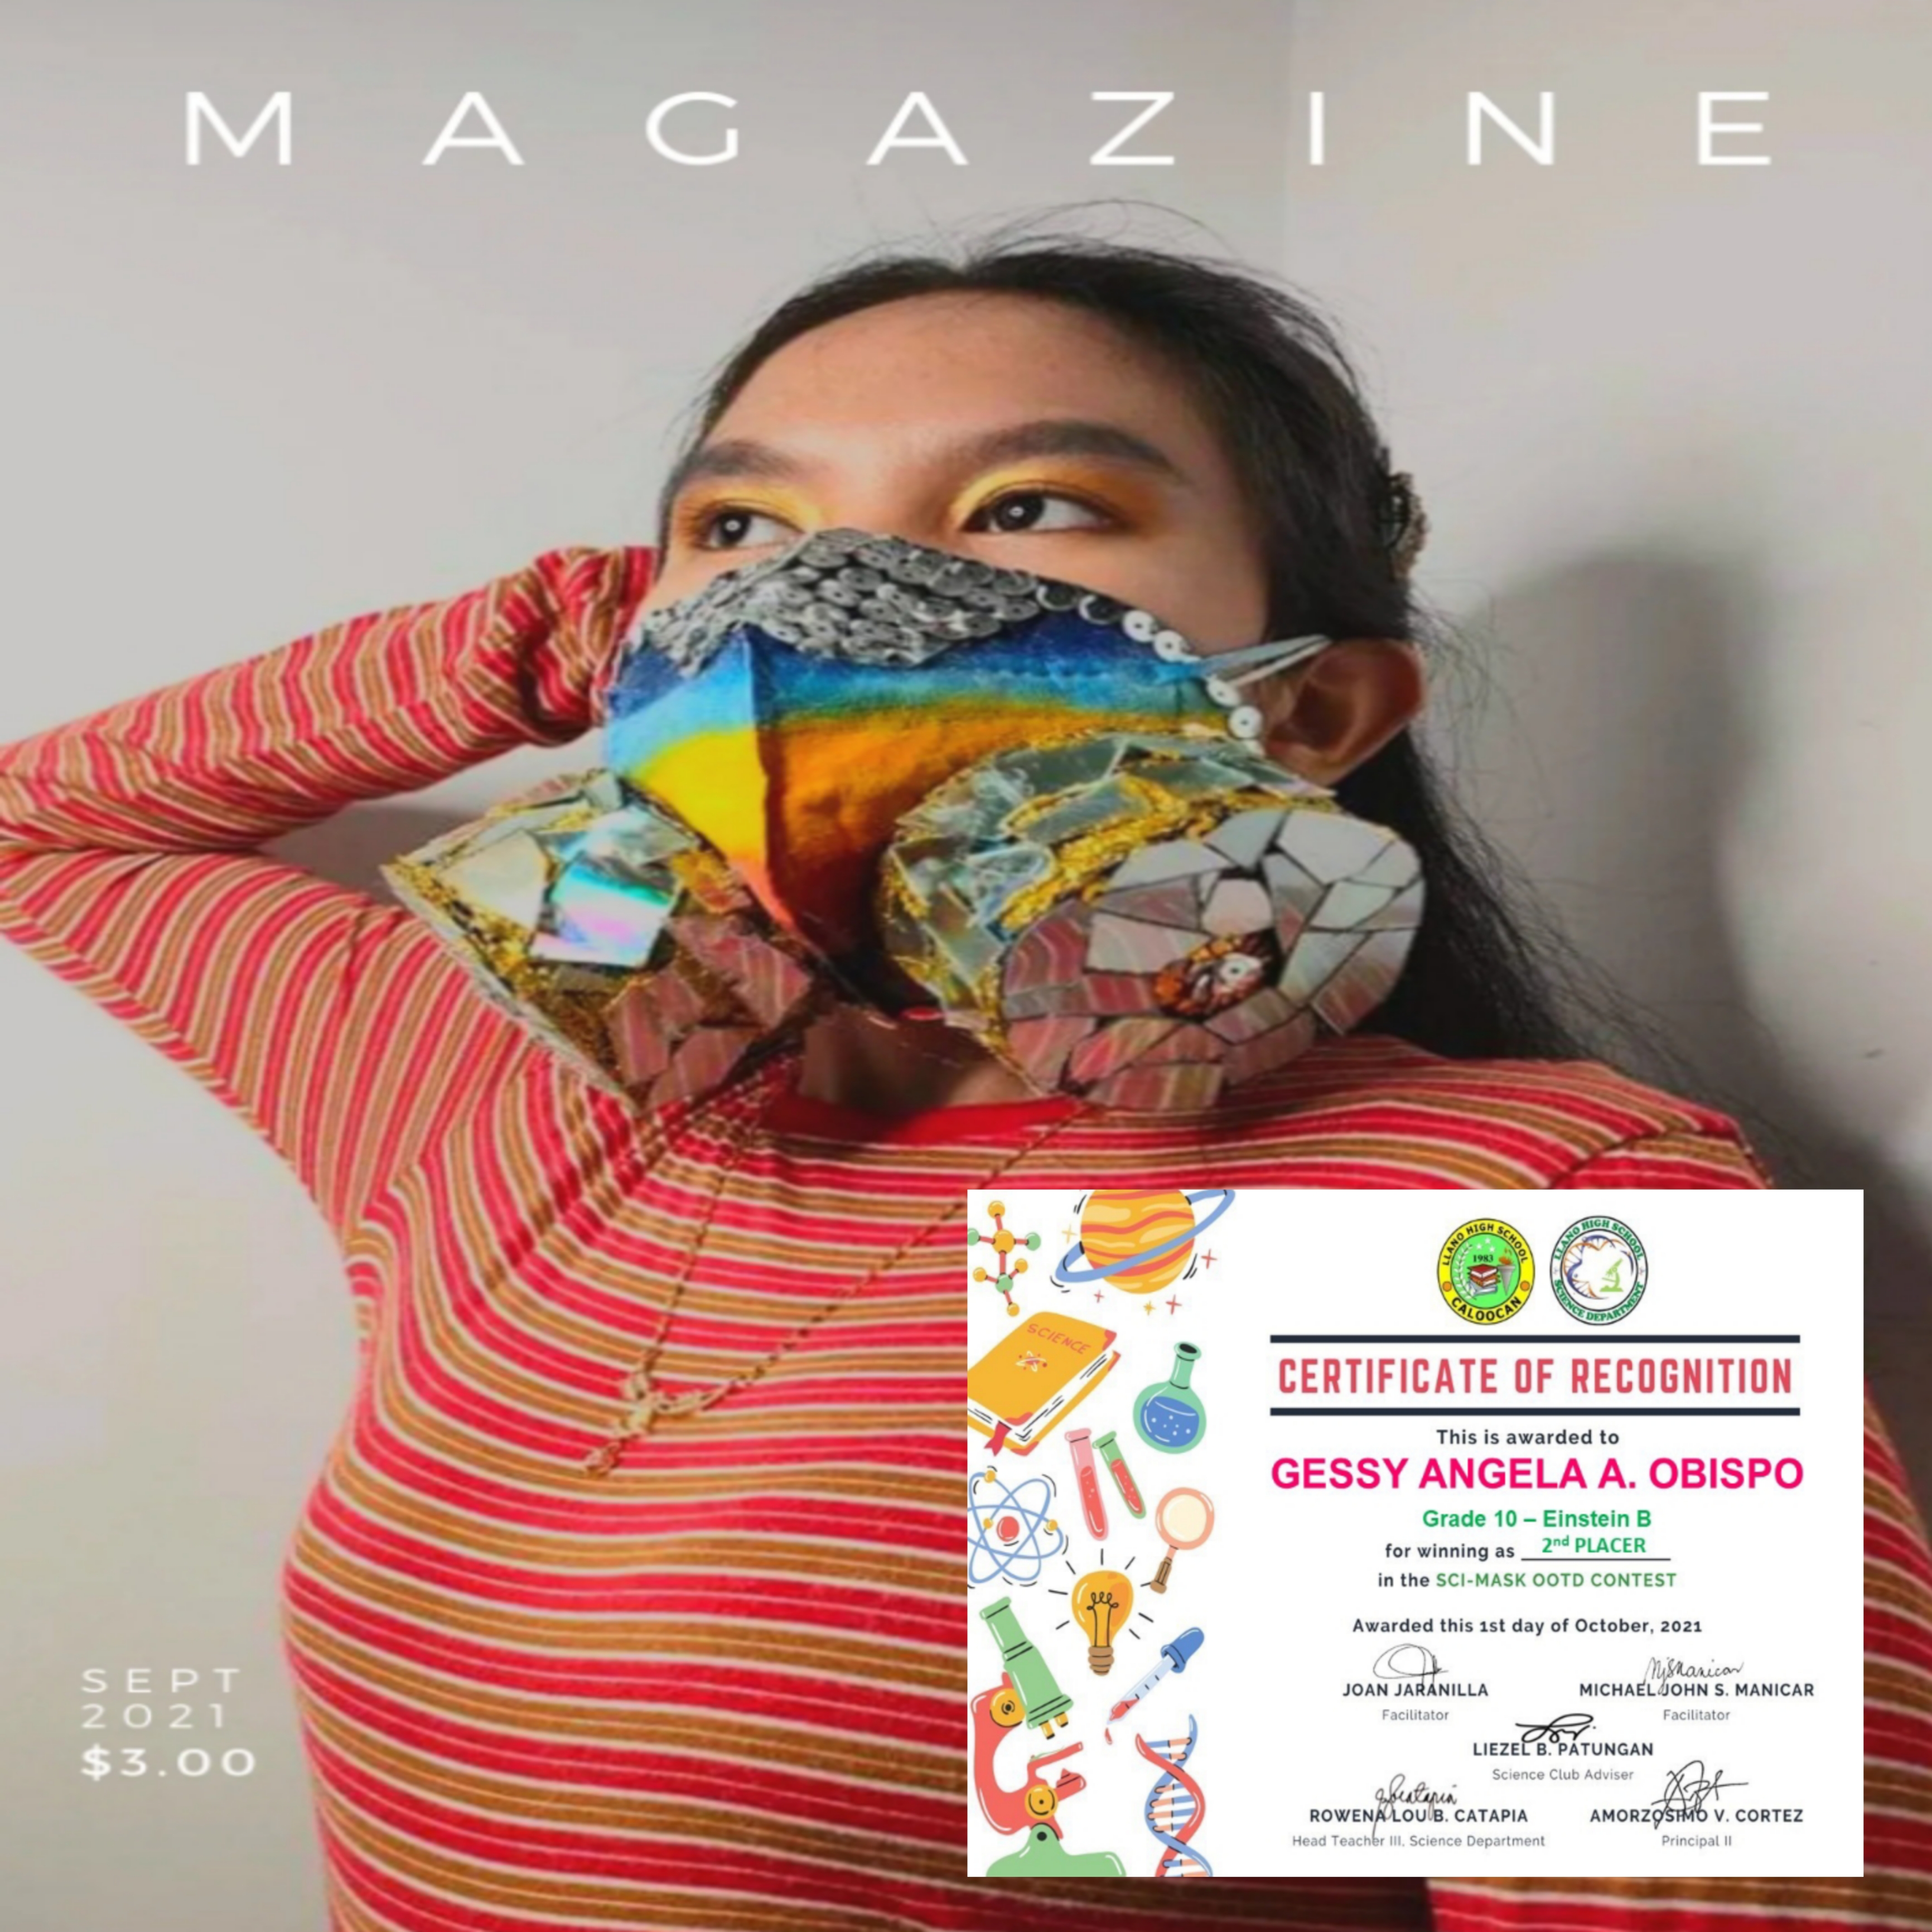 M A G A Z I N E
LLANO HIGH SCHOOL
1983
CALOOCAN
LLANO HIGH SCHOOL
SCIENCE DEPARTMENT
SCIENCE
CERTIFICATE OF RECOGNITION
This is awarded to
GESSY ANGELA A. OBISPO
Grade 10 – Einstein B
for winning as 2nd PLACER
in the SCI-MASK OOTD CONTEST
Awarded this 1st day of October, 2021
JOAN JARANILLA
Facilitator
MICHAEL JOHN S. MANICAR
Facilitator
LIEZEL B. PATUNGAN
Science Club Adviser
ROWENA LOU B. CATAPIA
Head Teacher III, Science Department
AMORZOSIMO V. CORTEZ
Principal II
SEPT
2021
$3.00